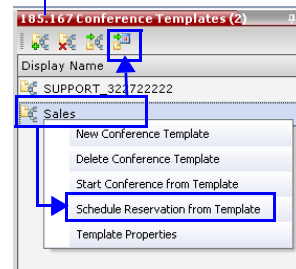 185.167 Conference Templates (2)
Display Name
SUPPORT_322722222
Sales
New Conference Template
Delete Conference Template
Start Conference from Template
Schedule Reservation from Template
Template Properties